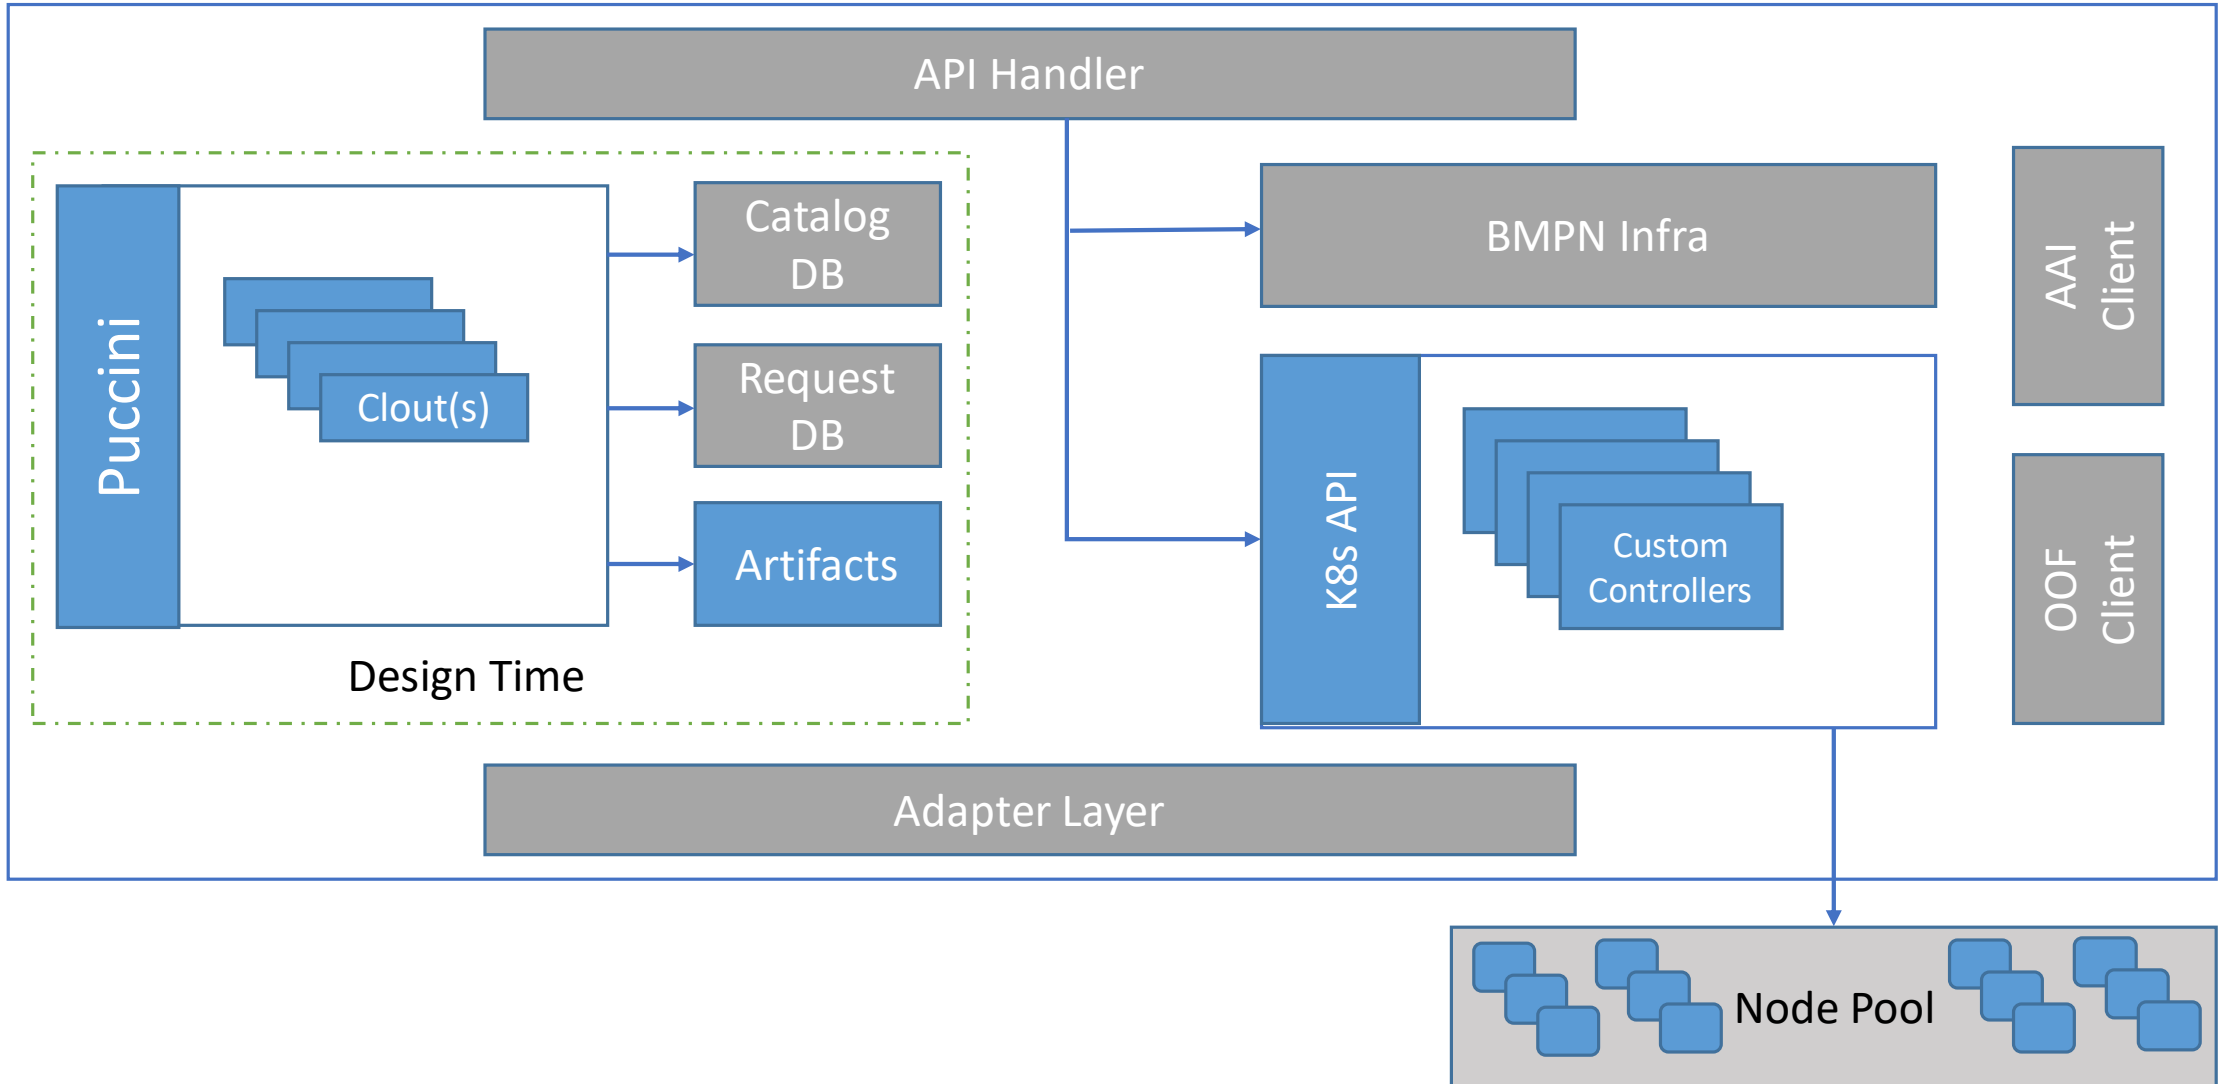 API Handler
Puccini
Clout(s)
Catalog
DB
Request
DB
Artifacts
Design Time
BMPN Infra
K8s API
Custom
Controllers
AAI
Client
OOF
Client
Adapter Layer
Node Pool